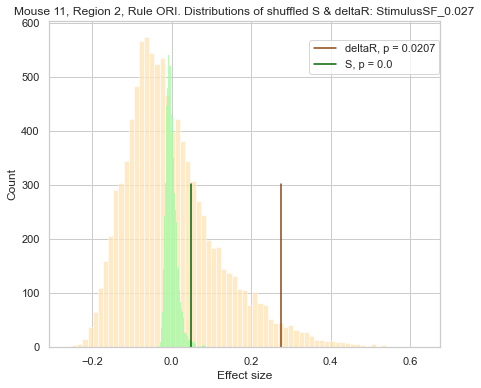 Mouse 11, Region 2, Rule ORI. Distributions of shuffled S & deltaR: StimulusSF_0.027
deltaR, p = 0.0207
S, p = 0.0
600
500
400
300
200
100
0
Count
−0.2 0.0 0.2 0.4 0.6
Effect size